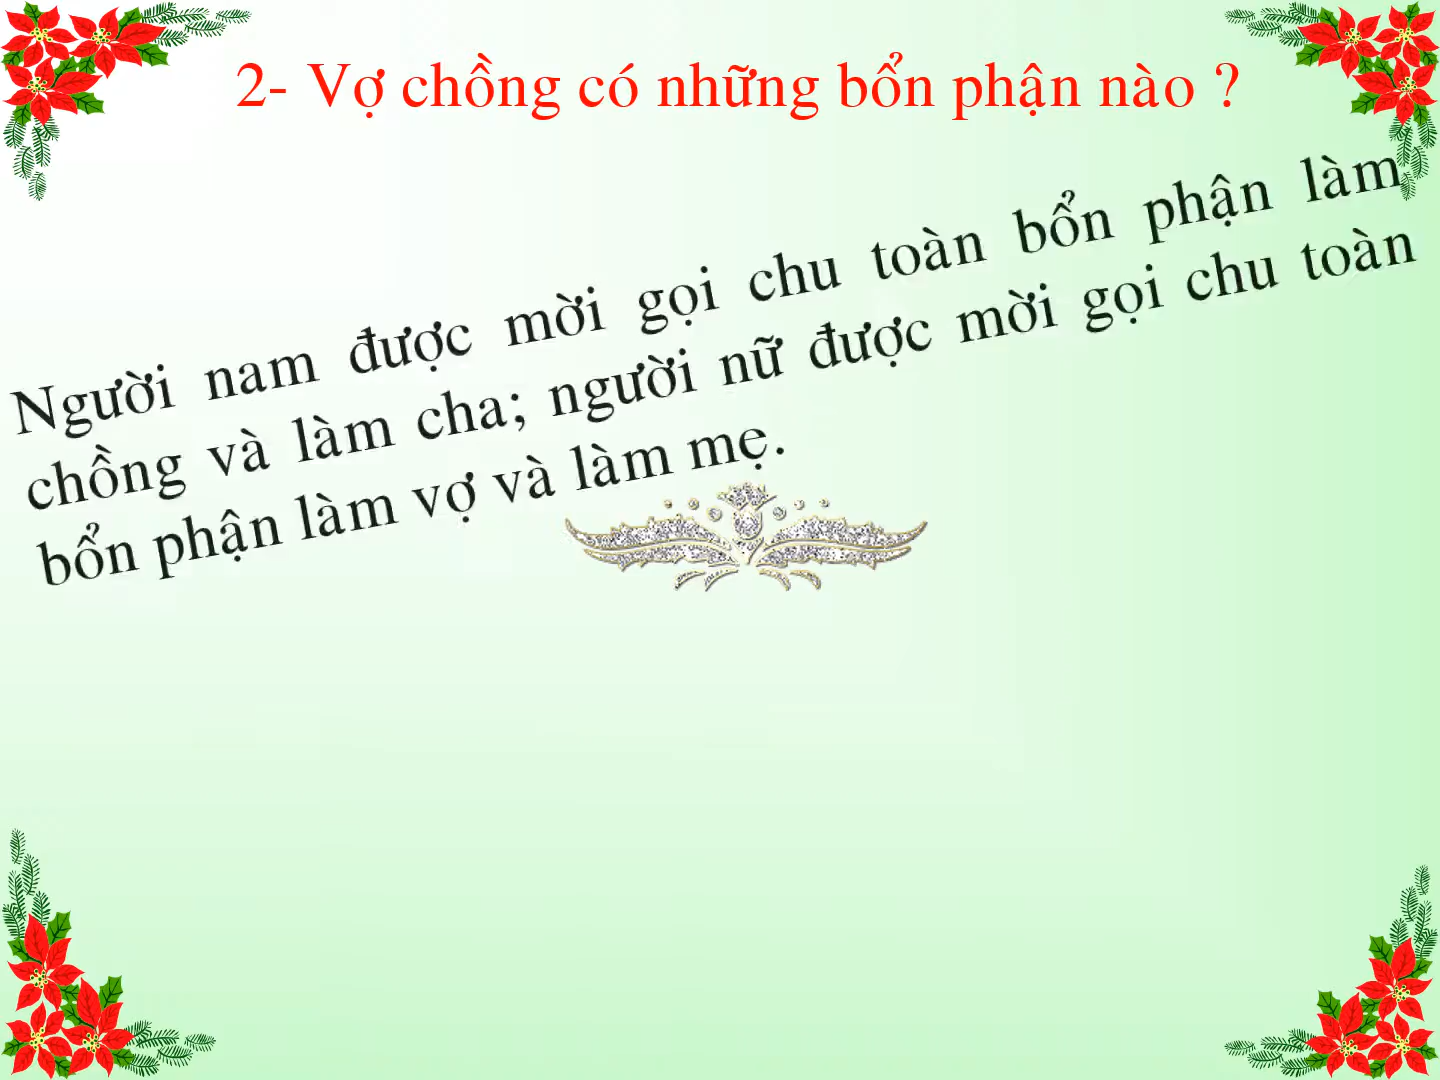 2- Vợ chồng có những bổn phận nào ?
Người nam được mời gọi chu toàn bổn phận làm
chồng và làm cha; người nữ được mời gọi chu toàn
bổn phận làm vợ và làm mẹ.